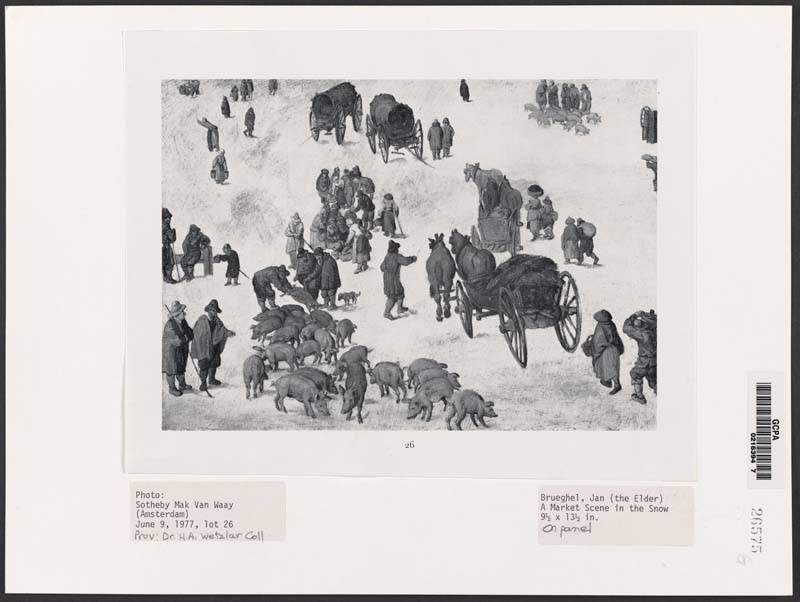 26
Photo:
Sotheby Mak Van Waay
(Amsterdam)
June 9, 1977, lot 26
Prov: Dr. H.A. Wetzlar Coll
Brueghel, Jan (the Elder)
A Market Scene in the Snow
9½ x 13½ in.
On panel
GCPA
0216394 7
26575